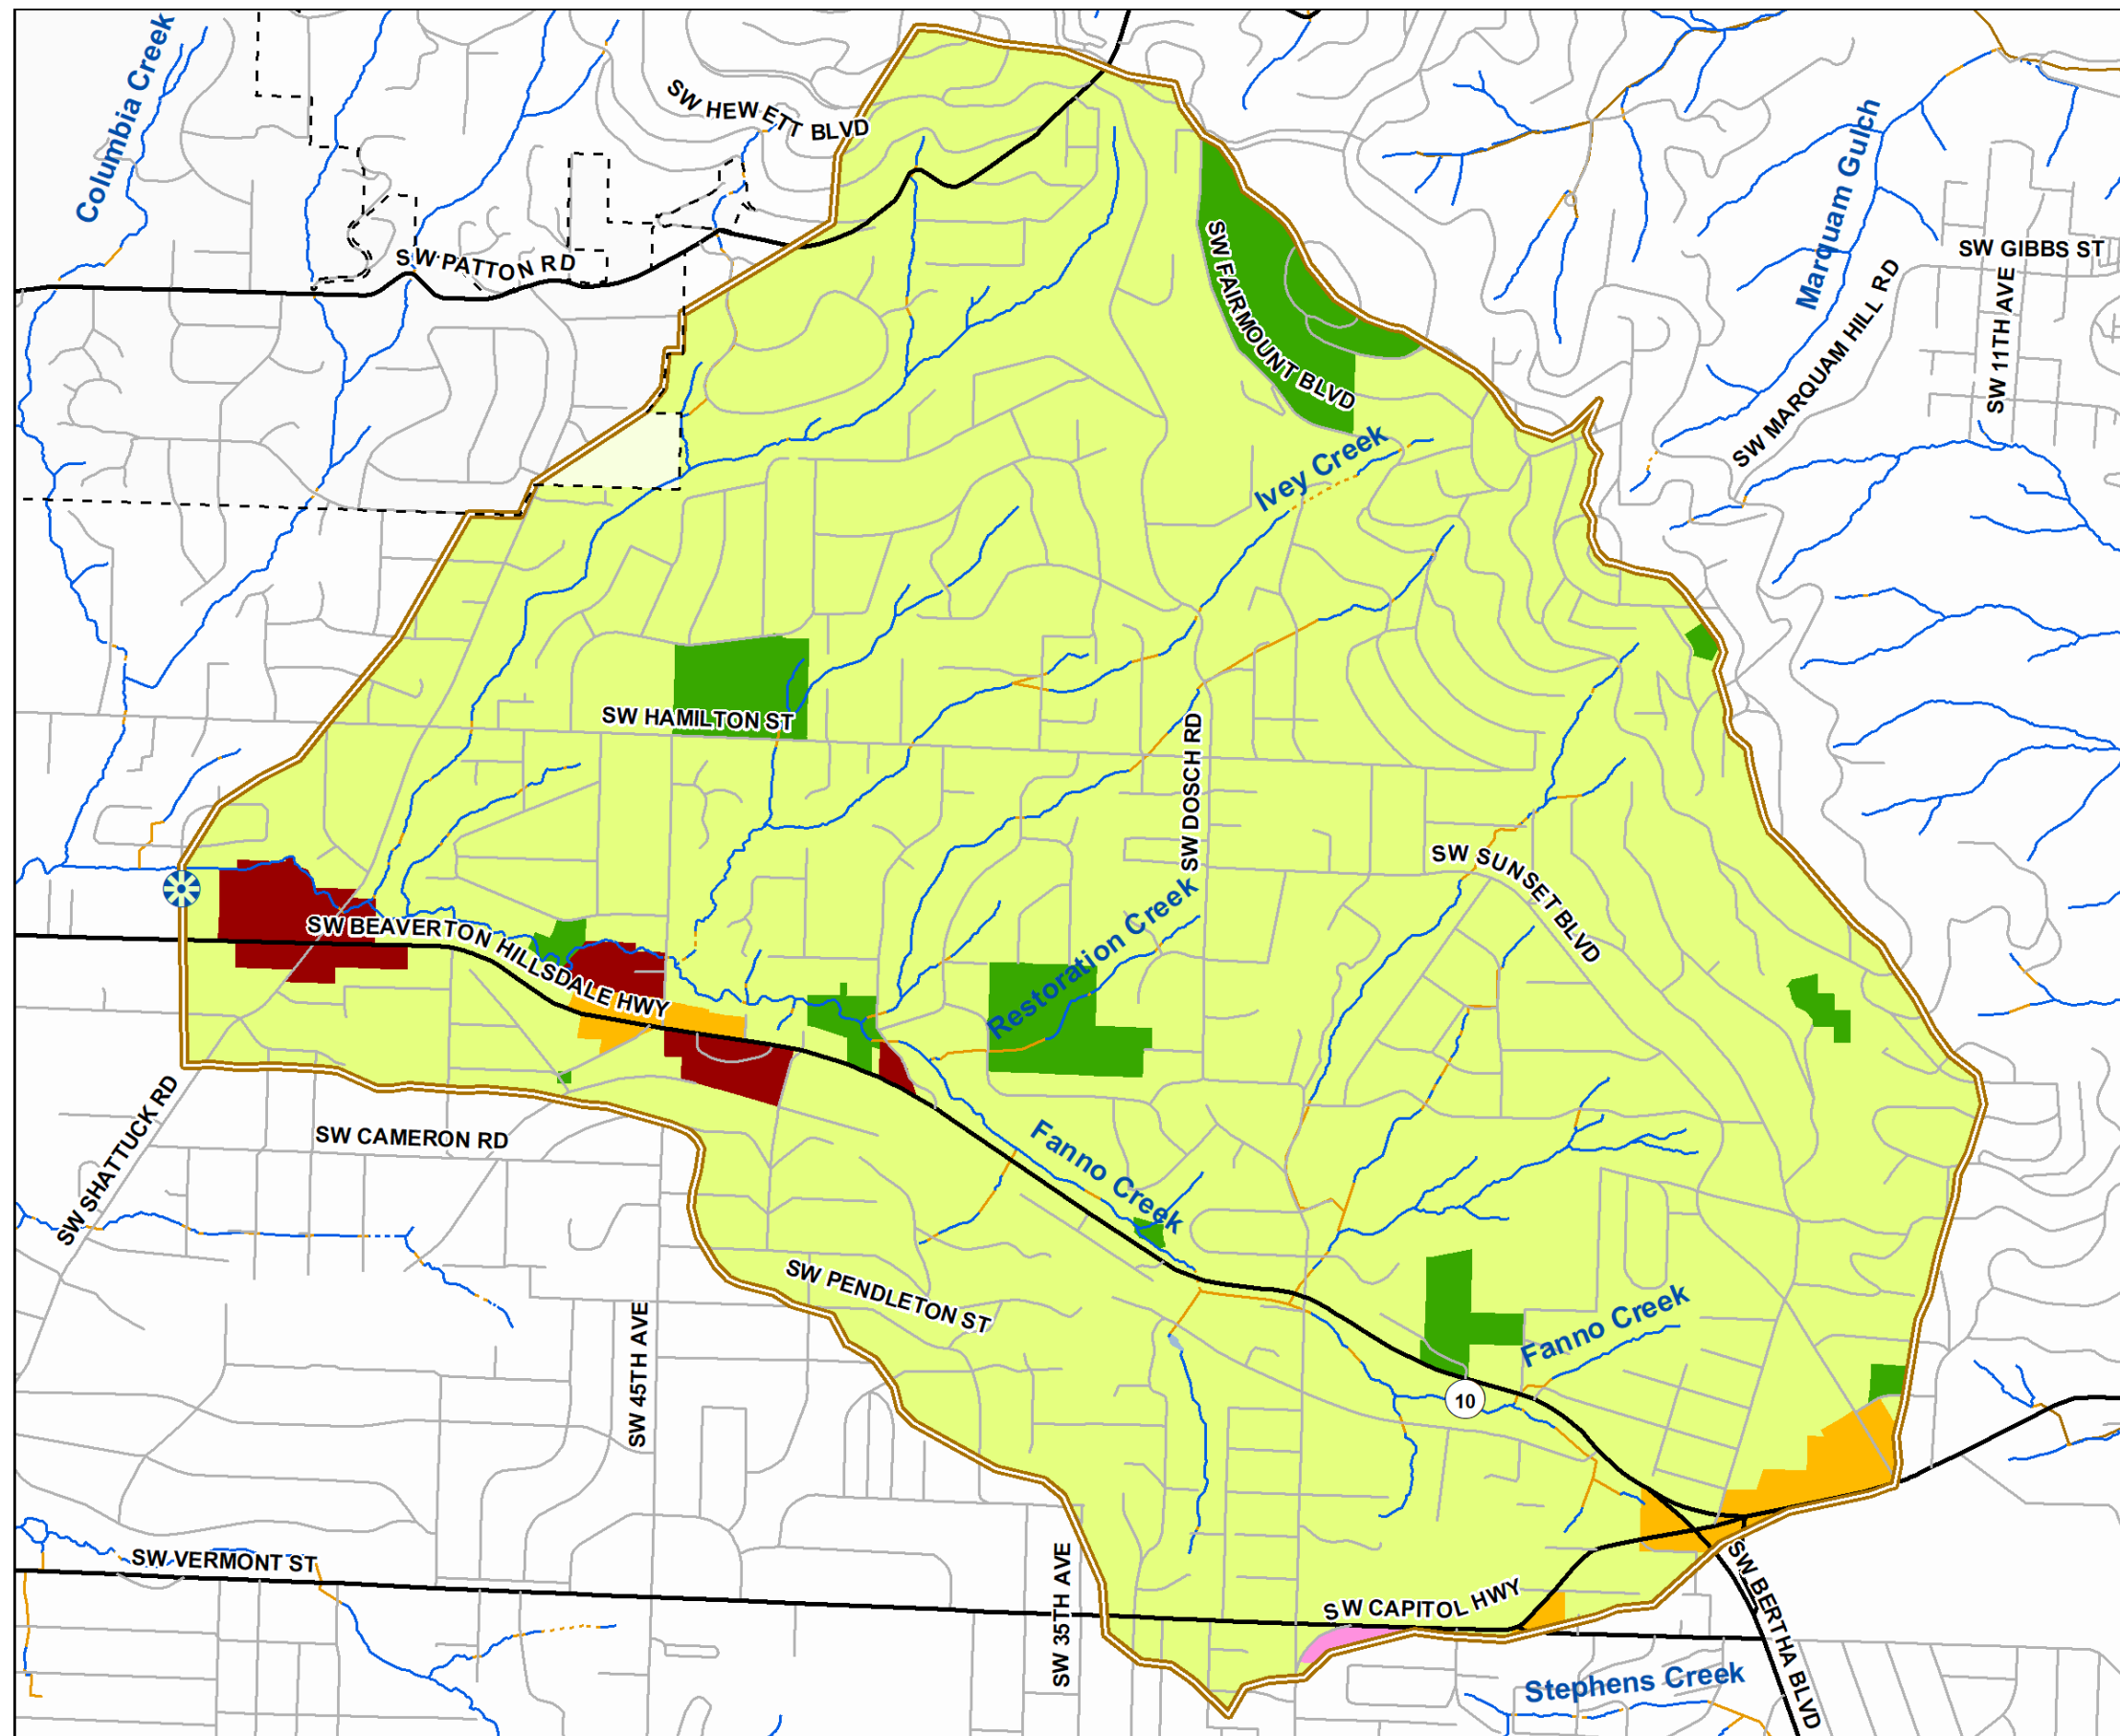 Columbia Creek
SW HEWETT BLVD
Marquam Gulch
SW PATTON RD
SW GIBBS ST
SW FAIRMOUNT BLVD
SW MARQUAM HILL RD
SW 11TH AVE
Ivey Creek
SW HAMILTON ST
SW DOSCH RD
SW SUNSET BLVD
SW BEAVERTON HILLSDALE HWY
Restoration Creek
SW SHATTUCK RD
SW CAMERON RD
Fanno Creek
SW PENDLETON ST
SW 45TH AVE
Fanno Creek
10
SW VERMONT ST
SW 35TH AVE
SW CAPITOL HWY
SW BERTHA BLVD
Stephens Creek